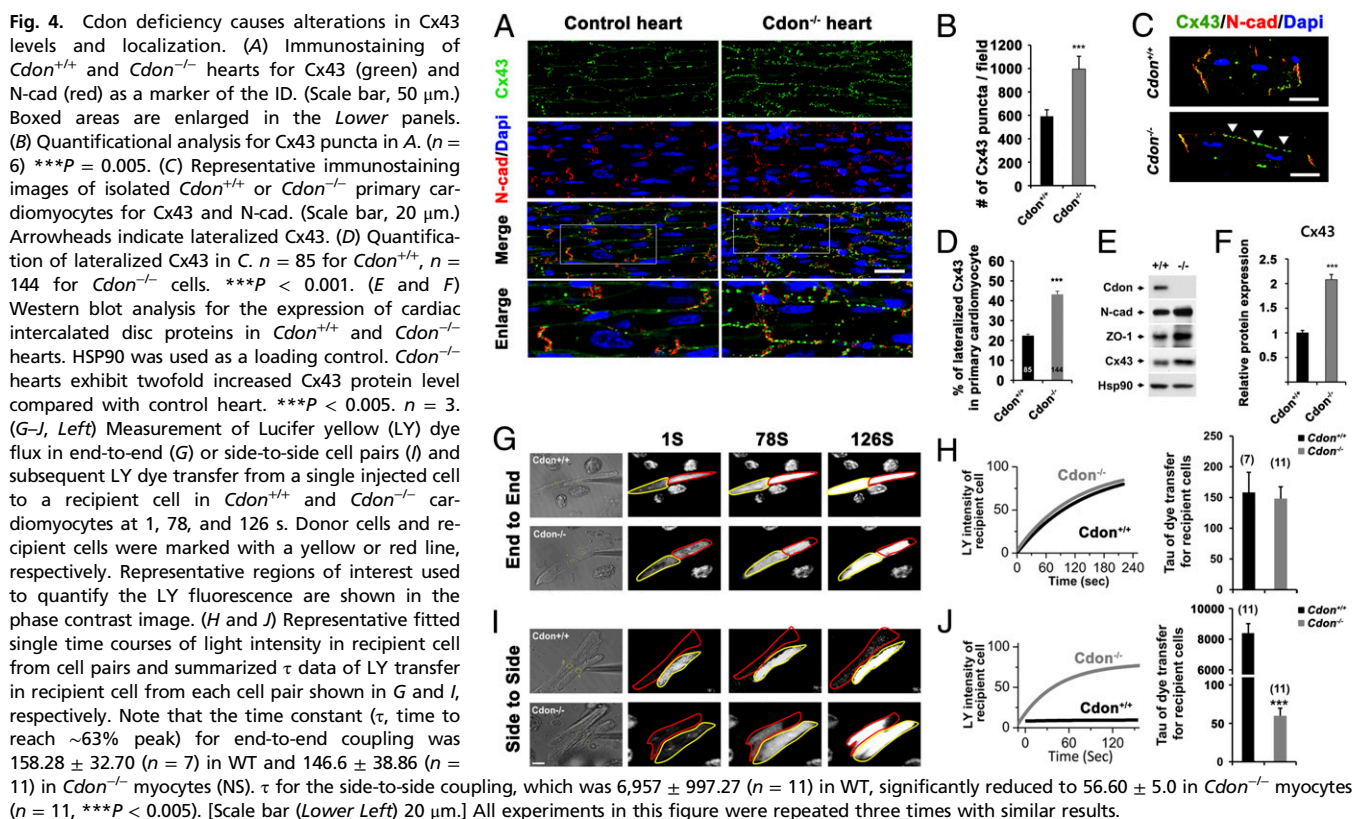 Fig. 4. Cdon deficiency causes alterations in Cx43
levels and localization. (A) Immunostaining of
Cdon+/+ and Cdon−/− hearts for Cx43 (green) and
N-cad (red) as a marker of the ID. (Scale bar, 50 μm.)
Boxed areas are enlarged in the Lower panels.
(B) Quantificational analysis for Cx43 puncta in A. (n =
6) ***P = 0.005. (C) Representative immunostaining
images of isolated Cdon+/+ or Cdon−/− primary car-
diomyocytes for Cx43 and N-cad. (Scale bar, 20 μm.)
Arrowheads indicate lateralized Cx43. (D) Quantifica-
tion of lateralized Cx43 in C. n = 85 for Cdon+/+, n =
144 for Cdon−/− cells. ***P < 0.001. (E and F)
Western blot analysis for the expression of cardiac
intercalated disc proteins in Cdon+/+ and Cdon−/−
hearts. HSP90 was used as a loading control. Cdon−/−
hearts exhibit twofold increased Cx43 protein level
compared with control heart. ***P < 0.005. n = 3.
(G–J, Left) Measurement of Lucifer yellow (LY) dye
flux in end-to-end (G) or side-to-side cell pairs (I) and
subsequent LY dye transfer from a single injected cell
to a recipient cell in Cdon+/+ and Cdon−/− car-
diomyocytes at 1, 78, and 126 s. Donor cells and re-
cipient cells were marked with a yellow or red line,
respectively. Representative regions of interest used
to quantify the LY fluorescence are shown in the
phase contrast image. (H and J) Representative fitted
single time courses of light intensity in recipient cell
from cell pairs and summarized τ data of LY transfer
in recipient cell from each cell pair shown in G and I,
respectively. Note that the time constant (τ, time to
reach ~63% peak) for end-to-end coupling was
158.28 ± 32.70 (n = 7) in WT and 146.6 ± 38.86 (n =
11) in Cdon−/− myocytes (NS). τ for the side-to-side coupling, which was 6,957 ± 997.27 (n = 11) in WT, significantly reduced to 56.60 ± 5.0 in Cdon−/− myocytes
(n = 11, ***P < 0.005). [Scale bar (Lower Left) 20 μm.] All experiments in this figure were repeated three times with similar results.
A
Control heart
Cdon-/- heart
Cx43
N-cad/Dapi
Merge
Enlarge
B
# of Cx43 puncta / field
1200
1000
800
600
400
200
0
***
Cdon+/+
Cdon-/-
C
Cx43/N-cad/Dapi
Cdon+/+
Cdon-/-
D
% of lateralized Cx43
in primary cardiomyocyte
60
50
40
30
20
10
0
***
85
144
Cdon+/+
Cdon-/-
E
+/+ -/-
Cdon
N-cad
ZO-1
Cx43
Hsp90
F
Cx43
Relative protein expression
2.5
2
1.5
1
0.5
***
Cdon+/+
Cdon-/-
G
1S
78S
126S
End to End
Cdon+/+
Cdon-/-
H
LY intensity of
recipient cell
100
50
0
Cdon-/-
Cdon+/+
0 60 120 180 240
Time (sec)
Tau of dye transfer
for recipient cells
250
200
150
100
50
0
(7)
(11)
Cdon+/+
Cdon-/-
I
Side to Side
Cdon+/+
Cdon-/-
J
LY intensity of
recipient cell
100
50
0
Cdon-/-
Cdon+/+
0 60 120
Time (Sec)
Tau of dye transfer
for recipient cells
10000
8000
6000
100
50
0
(11)
(11)
***
Cdon+/+
Cdon-/-